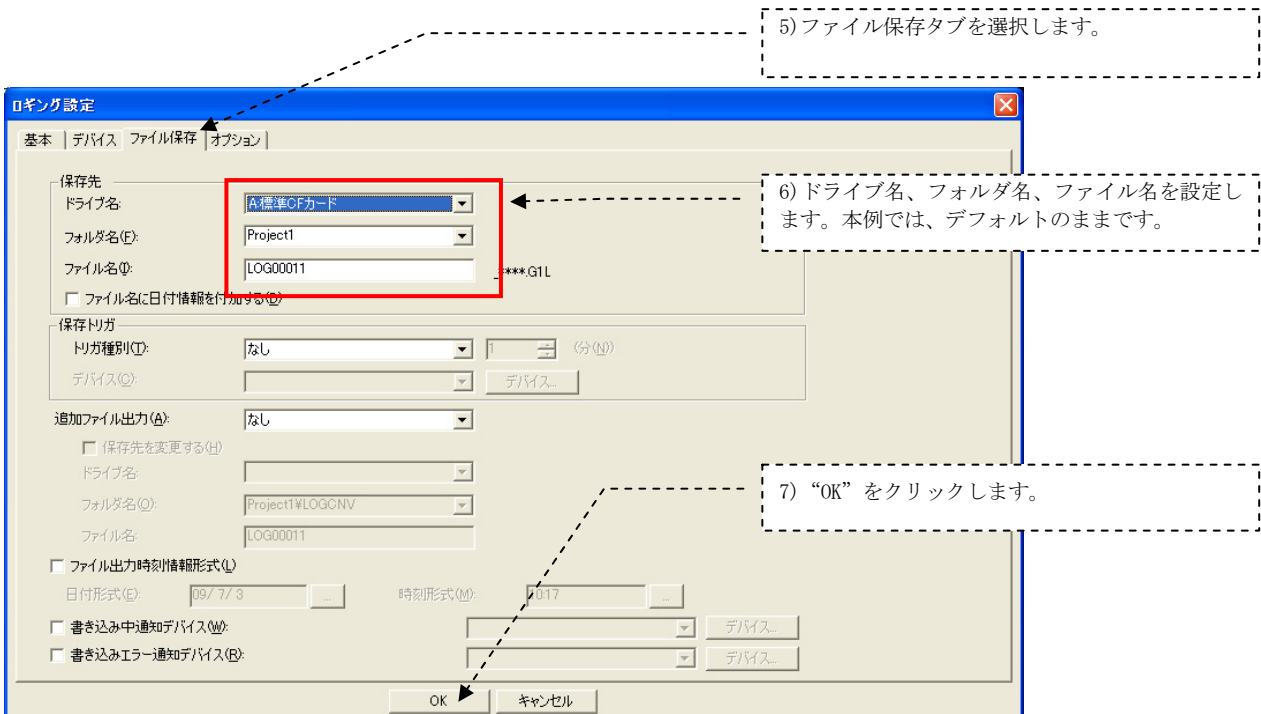 5)ファイル保存タブを選択します。
ロギング設定
基本 デバイス ファイル保存 オプション
保存先
ドライブ名: A:標準CFカード
6)ドライブ名、フォルダ名、ファイル名を設定し
ます。本例では、デフォルトのままです。
フォルダ名(F): Project1
ファイル名(I): LOG00011 _****.G1L
ファイル名に日付情報を付加する(D)
保存トリガ
トリガ種別(T): なし 1 (分(N))
デバイス(C): デバイス...
追加ファイル出力(A): なし
保存先を変更する(H)
ドライブ名:
7)“OK”をクリックします。
フォルダ名(O): Project1¥LOGCNV
ファイル名: LOG00011
ファイル出力時刻情報形式(L)
日付形式(E): 09/ 7/ 3 ... 時刻形式(M): 10:17 ...
書き込み中通知デバイス(W): デバイス...
書き込みエラー通知デバイス(R): デバイス...
OK キャンセル